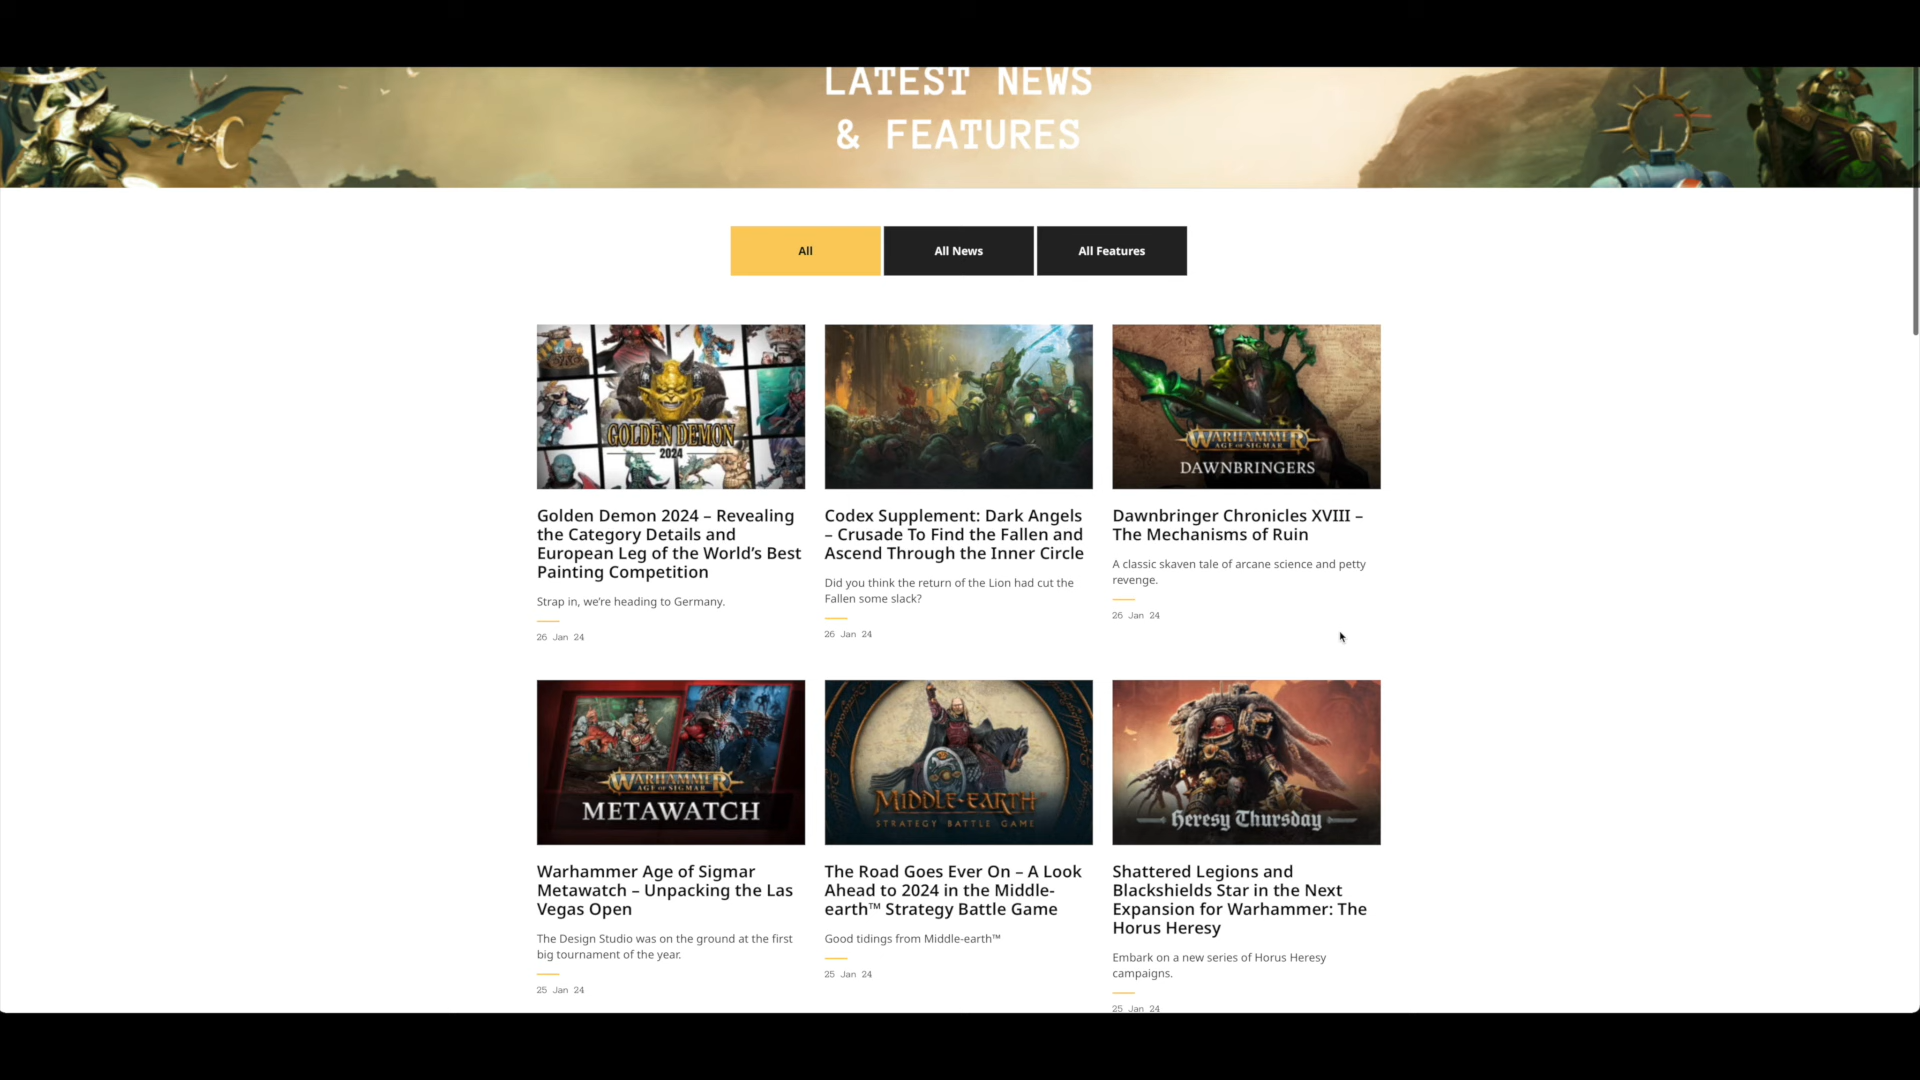 LATEST NEWS
& FEATURES
All
All News
All Features
GOLDEN DEMON
2024
WARHAMMER
AGE OF SIGMAR
DAWNBRINGERS
Golden Demon 2024 – Revealing
the Category Details and
European Leg of the World’s Best
Painting Competition
Strap in, we’re heading to Germany.
26 Jan 24
Codex Supplement: Dark Angels
– Crusade To Find the Fallen and
Ascend Through the Inner Circle
Did you think the return of the Lion had cut the
Fallen some slack?
26 Jan 24
Dawnbringer Chronicles XVIII –
The Mechanisms of Ruin
A classic skaven tale of arcane science and petty
revenge.
26 Jan 24
WARHAMMER
AGE OF SIGMAR
METAWATCH
MIDDLE-EARTH
STRATEGY BATTLE GAME
Heresy Thursday
Warhammer Age of Sigmar
Metawatch – Unpacking the Las
Vegas Open
The Design Studio was on the ground at the first
big tournament of the year.
25 Jan 24
The Road Goes Ever On – A Look
Ahead to 2024 in the Middle-
earth™ Strategy Battle Game
Good tidings from Middle-earth™
25 Jan 24
Shattered Legions and
Blackshields Star in the Next
Expansion for Warhammer: The
Horus Heresy
Embark on a new series of Horus Heresy
campaigns.
25 Jan 24